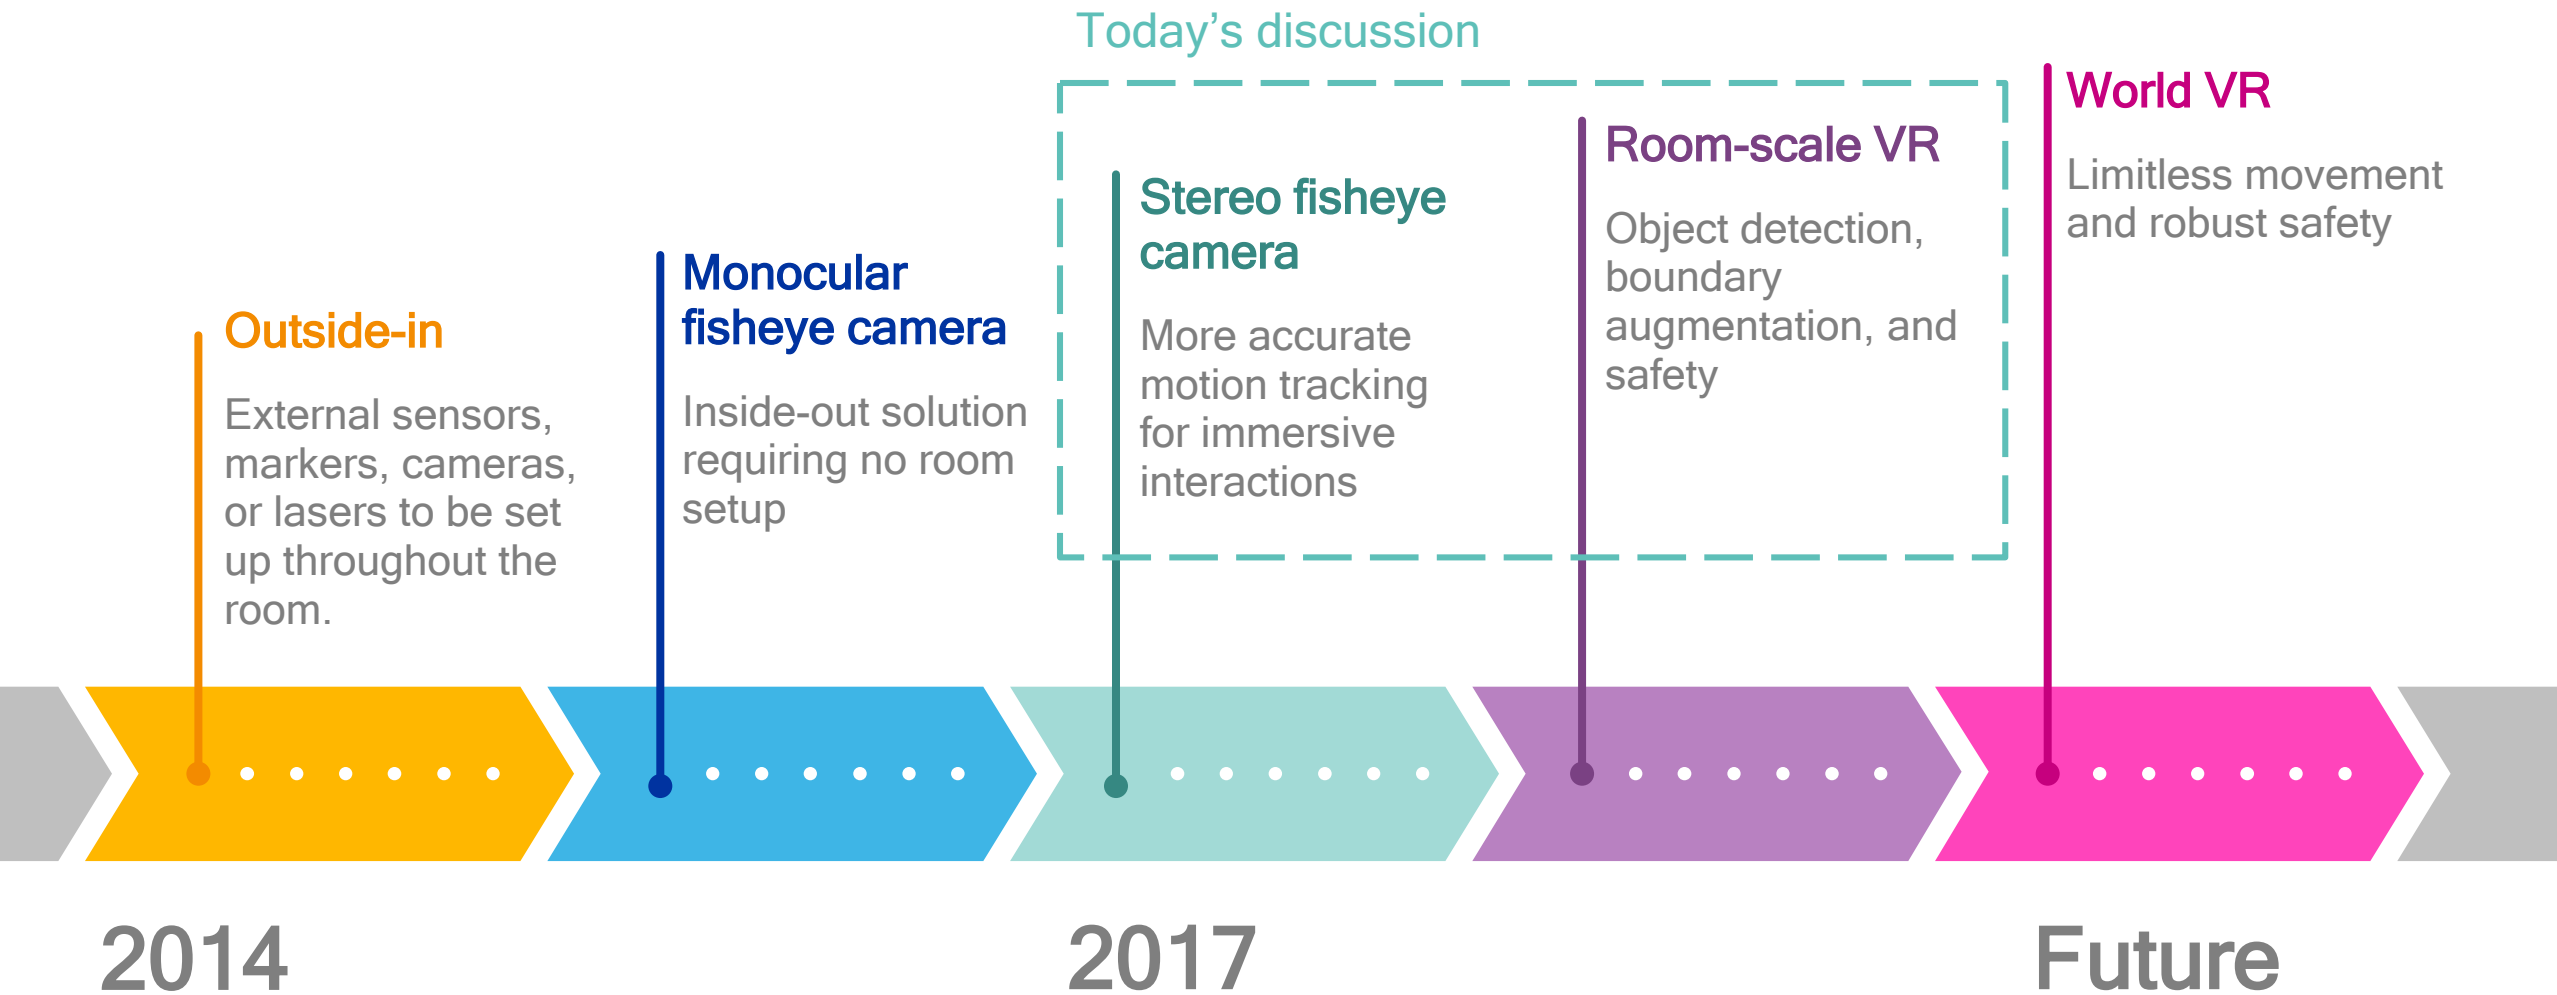 Today's discussion
Outside-in
External sensors,
markers, cameras,
or lasers to be set
up throughout the
room.
Monocular
fisheye camera
Inside-out solution
requiring no room
setup
Stereo fisheye
camera
More accurate
motion tracking
for immersive
interactions
Room-scale VR
Object detection,
boundary
augmentation, and
safety
World VR
Limitless movement
and robust safety
2014
2017
Future